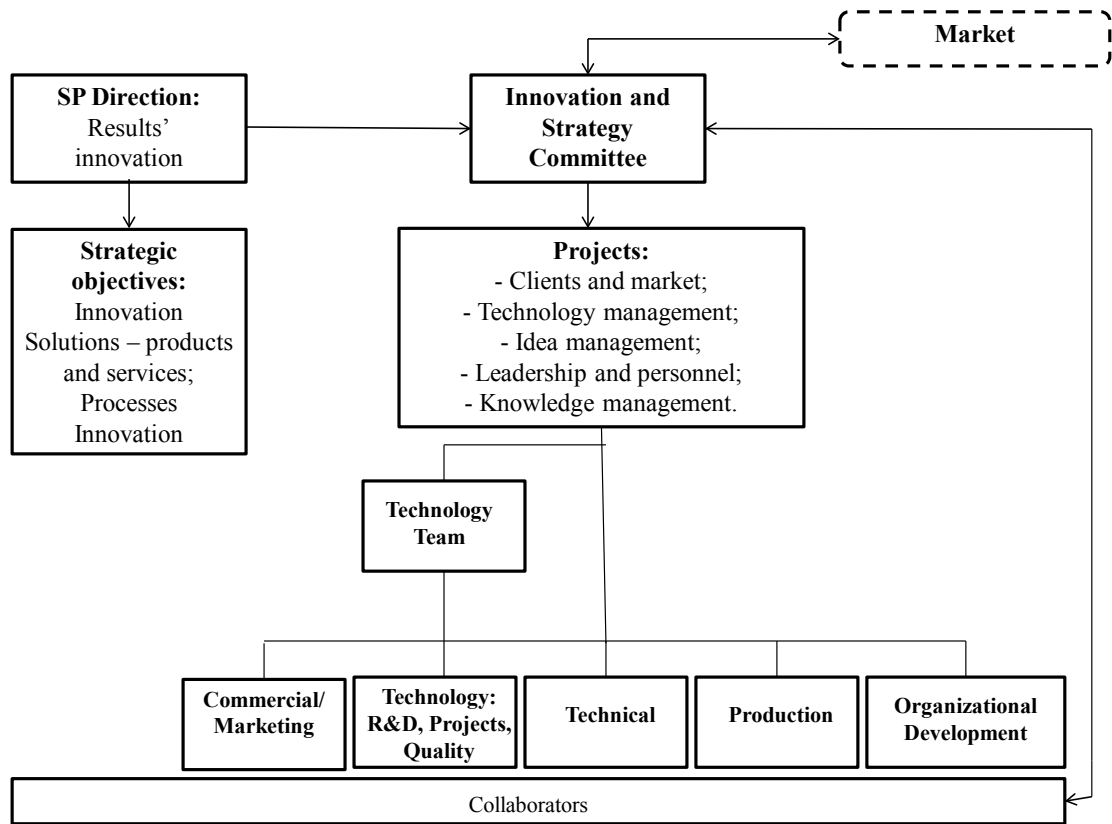 Market
SP Direction:
Results’
innovation
Innovation and
Strategy
Committee
Strategic
objectives:
Innovation
Solutions – products
and services;
Processes
Innovation
Projects:
- Clients and market;
- Technology management;
- Idea management;
- Leadership and personnel;
- Knowledge management.
Technology
Team
Commercial/
Marketing
Technology:
R&D, Projects,
Quality
Technical
Production
Organizational
Development
Collaborators